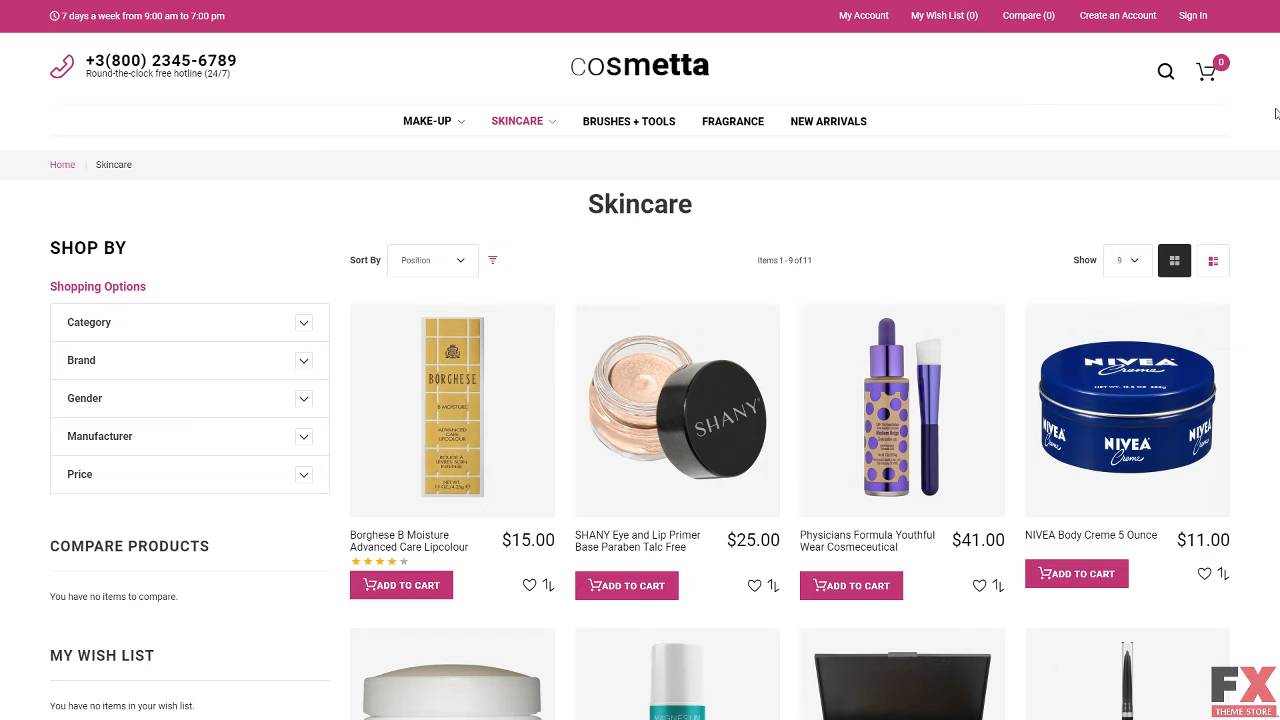 7 days a week from 9:00 am to 7:00 pm
My Account
My Wish List (0)
Compare (0)
Create an Account
Sign In
+3(800) 2345-6789
Round-the-clock free hotline (24/7)
cosmetta
0
MAKE-UP
SKINCARE
BRUSHES + TOOLS
FRAGRANCE
NEW ARRIVALS
Home
Skincare
Skincare
SHOP BY
Sort By
Position
Items 1 - 9 of 11
Show
9
Shopping Options
Category
Brand
Gender
Manufacturer
Price
BORGHESE
B MOISTURE
ADVANCED
CARE
LIPCOLOUR
SHANY
NIVEA
Creme
NIVEA
Creme
NIVEA
Creme
NIVEA
Creme
Borghese B Moisture
Advanced Care Lipcolour
$15.00
ADD TO CART
SHANY Eye and Lip Primer
Base Paraben Talc Free
$25.00
ADD TO CART
Physicians Formula Youthful
Wear Cosmeceutical
$41.00
ADD TO CART
NIVEA Body Creme 5 Ounce
$11.00
ADD TO CART
COMPARE PRODUCTS
You have no items to compare.
MY WISH LIST
You have no items in your wish list.
FX
THEME STORE